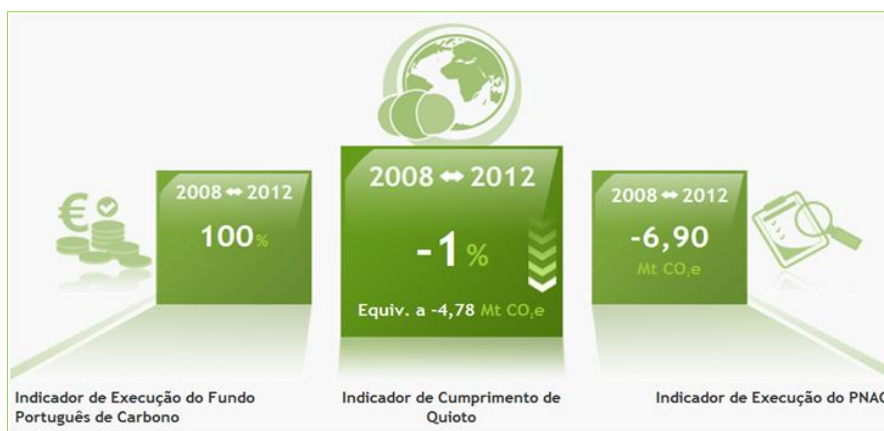 2008 ⬌ 2012
100%
2008 ⬌ 2012
-1 %
Equiv. a -4,78 Mt CO₂e
2008 ⬌ 2012
-6,90
Mt CO₂e
€
Indicador de Execução do Fundo
Português de Carbono
Indicador de Cumprimento de
Quioto
Indicador de Execução do PNAC